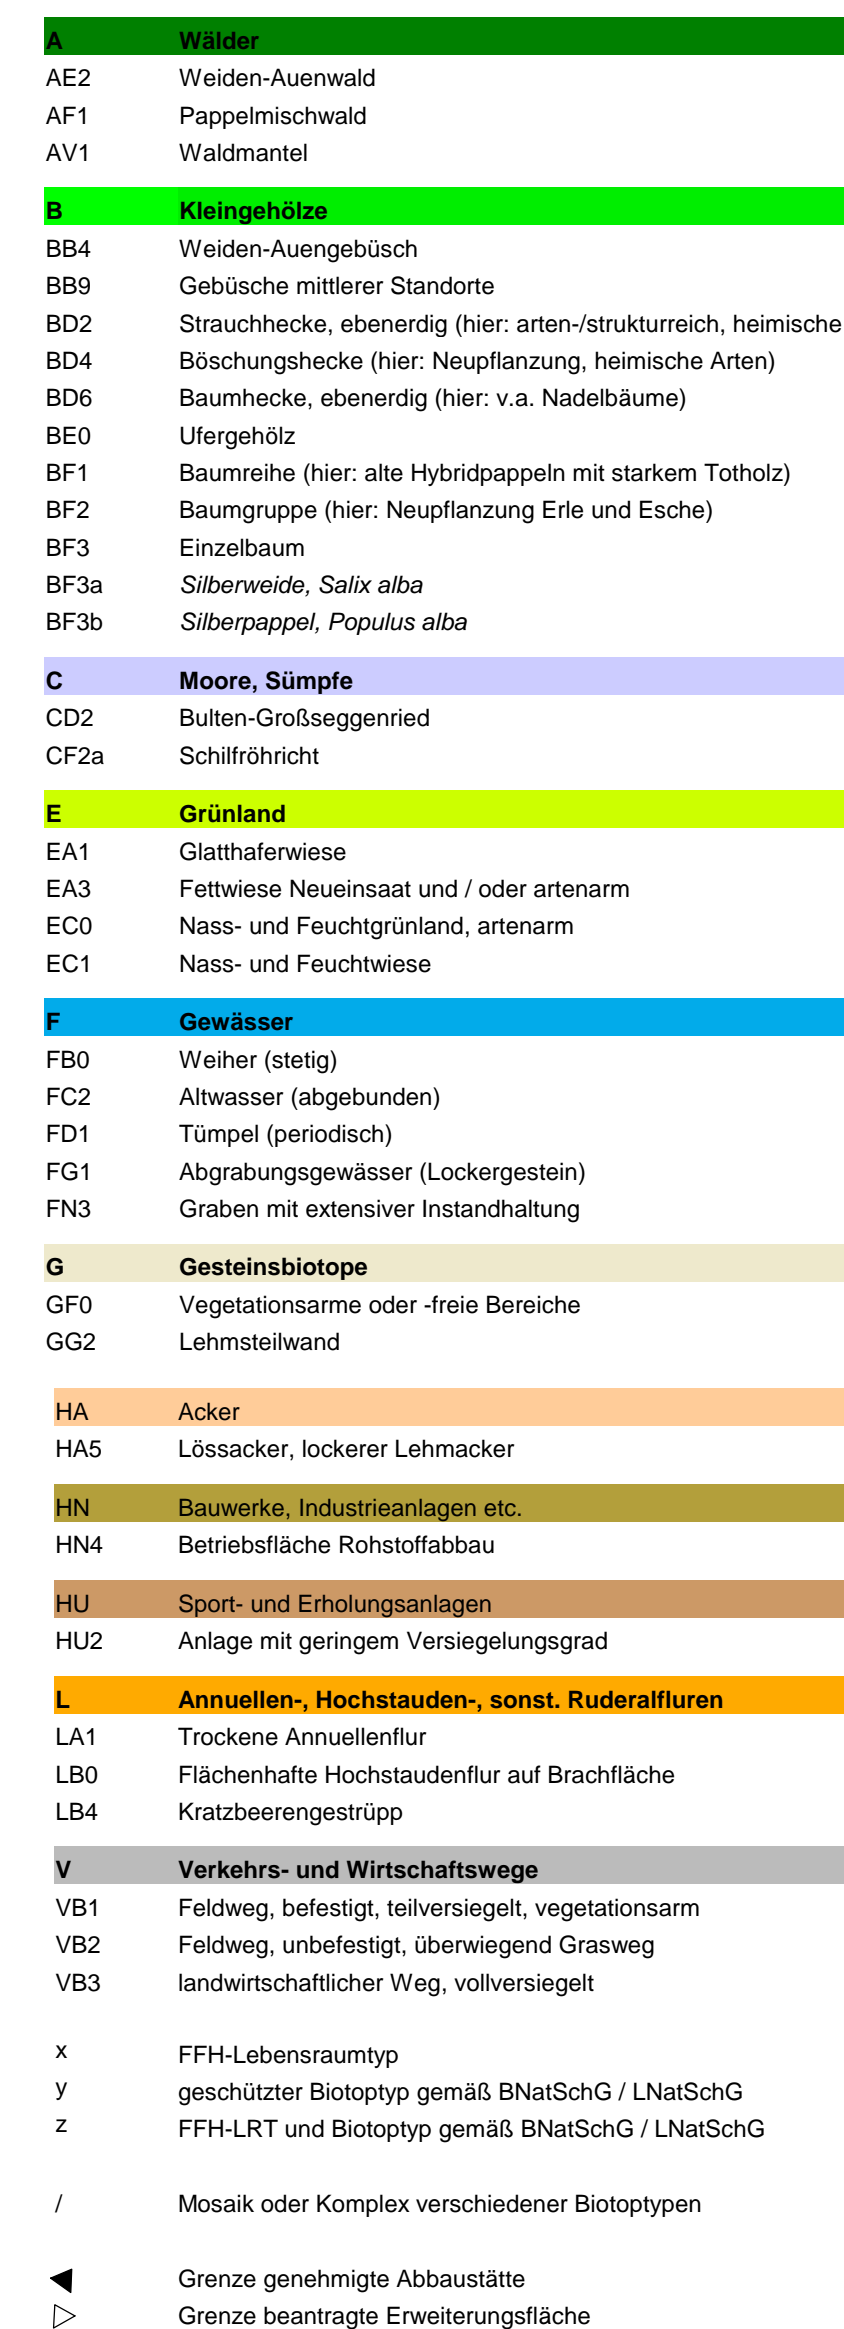 A Wälder
AE2 Weiden-Auenwald
AF1 Pappelmischwald
AV1 Waldmantel
B Kleingehölze
BB4 Weiden-Auengebüsch
BB9 Gebüsche mittlerer Standorte
BD2 Strauchhecke, ebenerdig (hier: arten-/strukturreich, heimische
BD4 Böschungshecke (hier: Neupflanzung, heimische Arten)
BD6 Baumhecke, ebenerdig (hier: v.a. Nadelbäume)
BE0 Ufergehölz
BF1 Baumreihe (hier: alte Hybridpappeln mit starkem Totholz)
BF2 Baumgruppe (hier: Neupflanzung Erle und Esche)
BF3 Einzelbaum
BF3a Silberweide, Salix alba
BF3b Silberpappel, Populus alba
C Moore, Sümpfe
CD2 Bulten-Großseggenried
CF2a Schilfröhricht
E Grünland
EA1 Glatthaferwiese
EA3 Fettwiese Neueinsaat und / oder artenarm
EC0 Nass- und Feuchtgrünland, artenarm
EC1 Nass- und Feuchtwiese
F Gewässer
FB0 Weiher (stetig)
FC2 Altwasser (abgebunden)
FD1 Tümpel (periodisch)
FG1 Abgrabungsgewässer (Lockergestein)
FN3 Graben mit extensiver Instandhaltung
G Gesteinsbiotope
GF0 Vegetationsarme oder -freie Bereiche
GG2 Lehmsteilwand
HA Acker
HA5 Lössacker, lockerer Lehmacker
HN Bauwerke, Industrieanlagen etc.
HN4 Betriebsfläche Rohstoffabbau
HU Sport- und Erholungsanlagen
HU2 Anlage mit geringem Versiegelungsgrad
L Annuellen-, Hochstauden-, sonst. Ruderalfluren
LA1 Trockene Annuellenflur
LB0 Flächenhafte Hochstaudenflur auf Brachfläche
LB4 Kratzbeerengestrüpp
V Verkehrs- und Wirtschaftswege
VB1 Feldweg, befestigt, teilversiegelt, vegetationsarm
VB2 Feldweg, unbefestigt, überwiegend Grasweg
VB3 landwirtschaftlicher Weg, vollversiegelt
x FFH-Lebensraumtyp
y geschützter Biotoptyp gemäß BNatSchG / LNatSchG
z FFH-LRT und Biotoptyp gemäß BNatSchG / LNatSchG
/ Mosaik oder Komplex verschiedener Biotoptypen
Grenze genehmigte Abbaustätte
Grenze beantragte Erweiterungsfläche